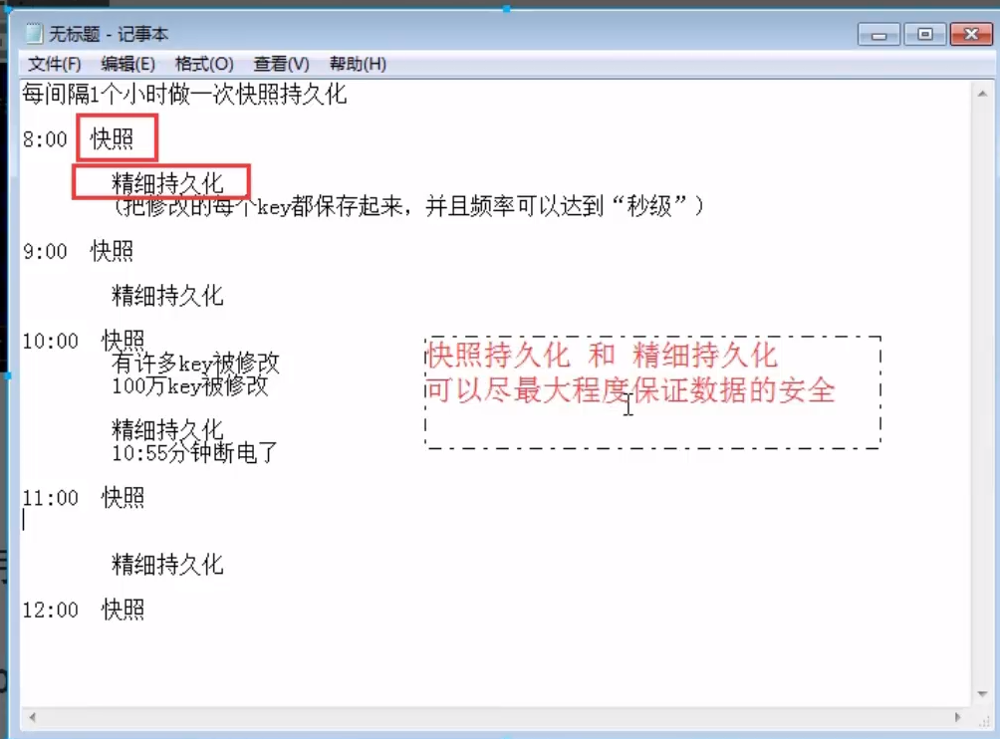 无标题 - 记事本
文件(F) 编辑(E) 格式(O) 查看(V) 帮助(H)
每间隔1个小时做一次快照持久化
8:00 快照
精细持久化
(把修改的每个key都保存起来，并且频率可以达到“秒级”)
9:00 快照
精细持久化
10:00 快照
有许多key被修改
100万key被修改
精细持久化
10:55分钟断电了
快照持久化 和 精细持久化
可以尽最大程度保证数据的安全
11:00 快照
精细持久化
12:00 快照